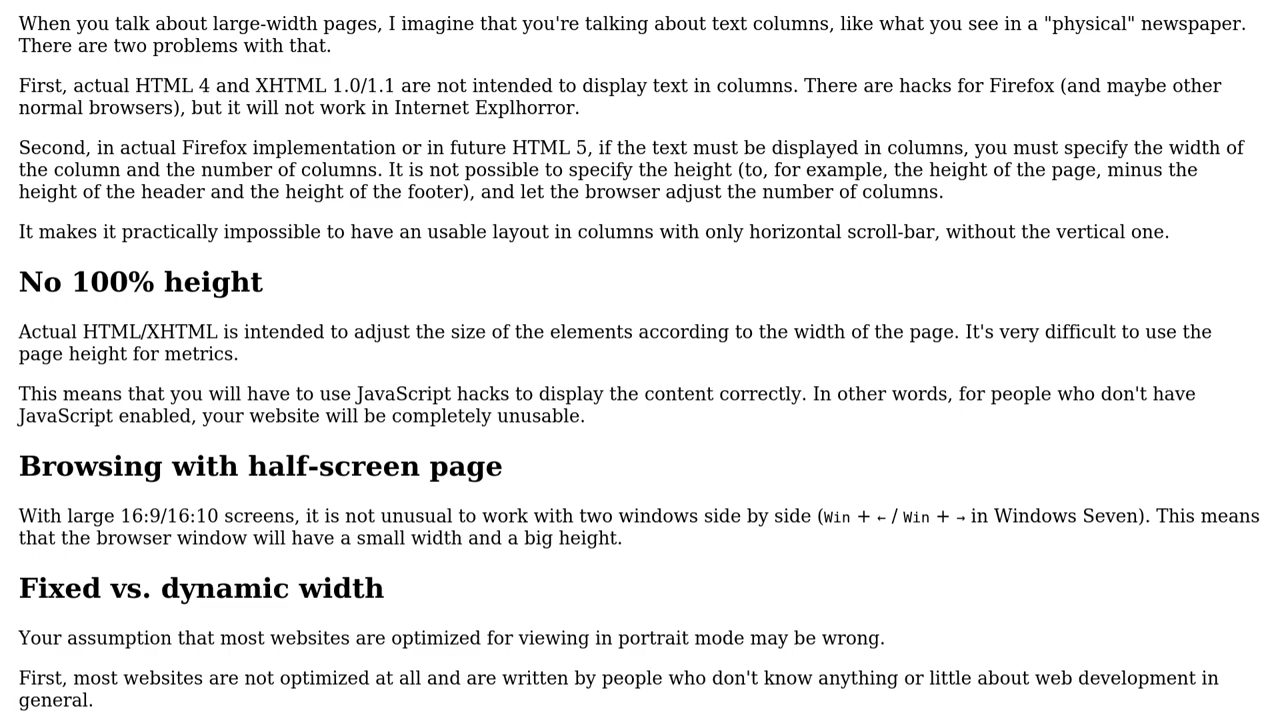 When you talk about large-width pages, I imagine that you're talking about text columns, like what you see in a "physical" newspaper.
There are two problems with that.
First, actual HTML 4 and XHTML 1.0/1.1 are not intended to display text in columns. There are hacks for Firefox (and maybe other
normal browsers), but it will not work in Internet Explhorror.
Second, in actual Firefox implementation or in future HTML 5, if the text must be displayed in columns, you must specify the width of
the column and the number of columns. It is not possible to specify the height (to, for example, the height of the page, minus the
height of the header and the height of the footer), and let the browser adjust the number of columns.
It makes it practically impossible to have an usable layout in columns with only horizontal scroll-bar, without the vertical one.
No 100% height
Actual HTML/XHTML is intended to adjust the size of the elements according to the width of the page. It's very difficult to use the
page height for metrics.
This means that you will have to use JavaScript hacks to display the content correctly. In other words, for people who don't have
JavaScript enabled, your website will be completely unusable.
Browsing with half-screen page
With large 16:9/16:10 screens, it is not unusual to work with two windows side by side (Win + ← / Win + → in Windows Seven). This means
that the browser window will have a small width and a big height.
Fixed vs. dynamic width
Your assumption that most websites are optimized for viewing in portrait mode may be wrong.
First, most websites are not optimized at all and are written by people who don't know anything or little about web development in
general.